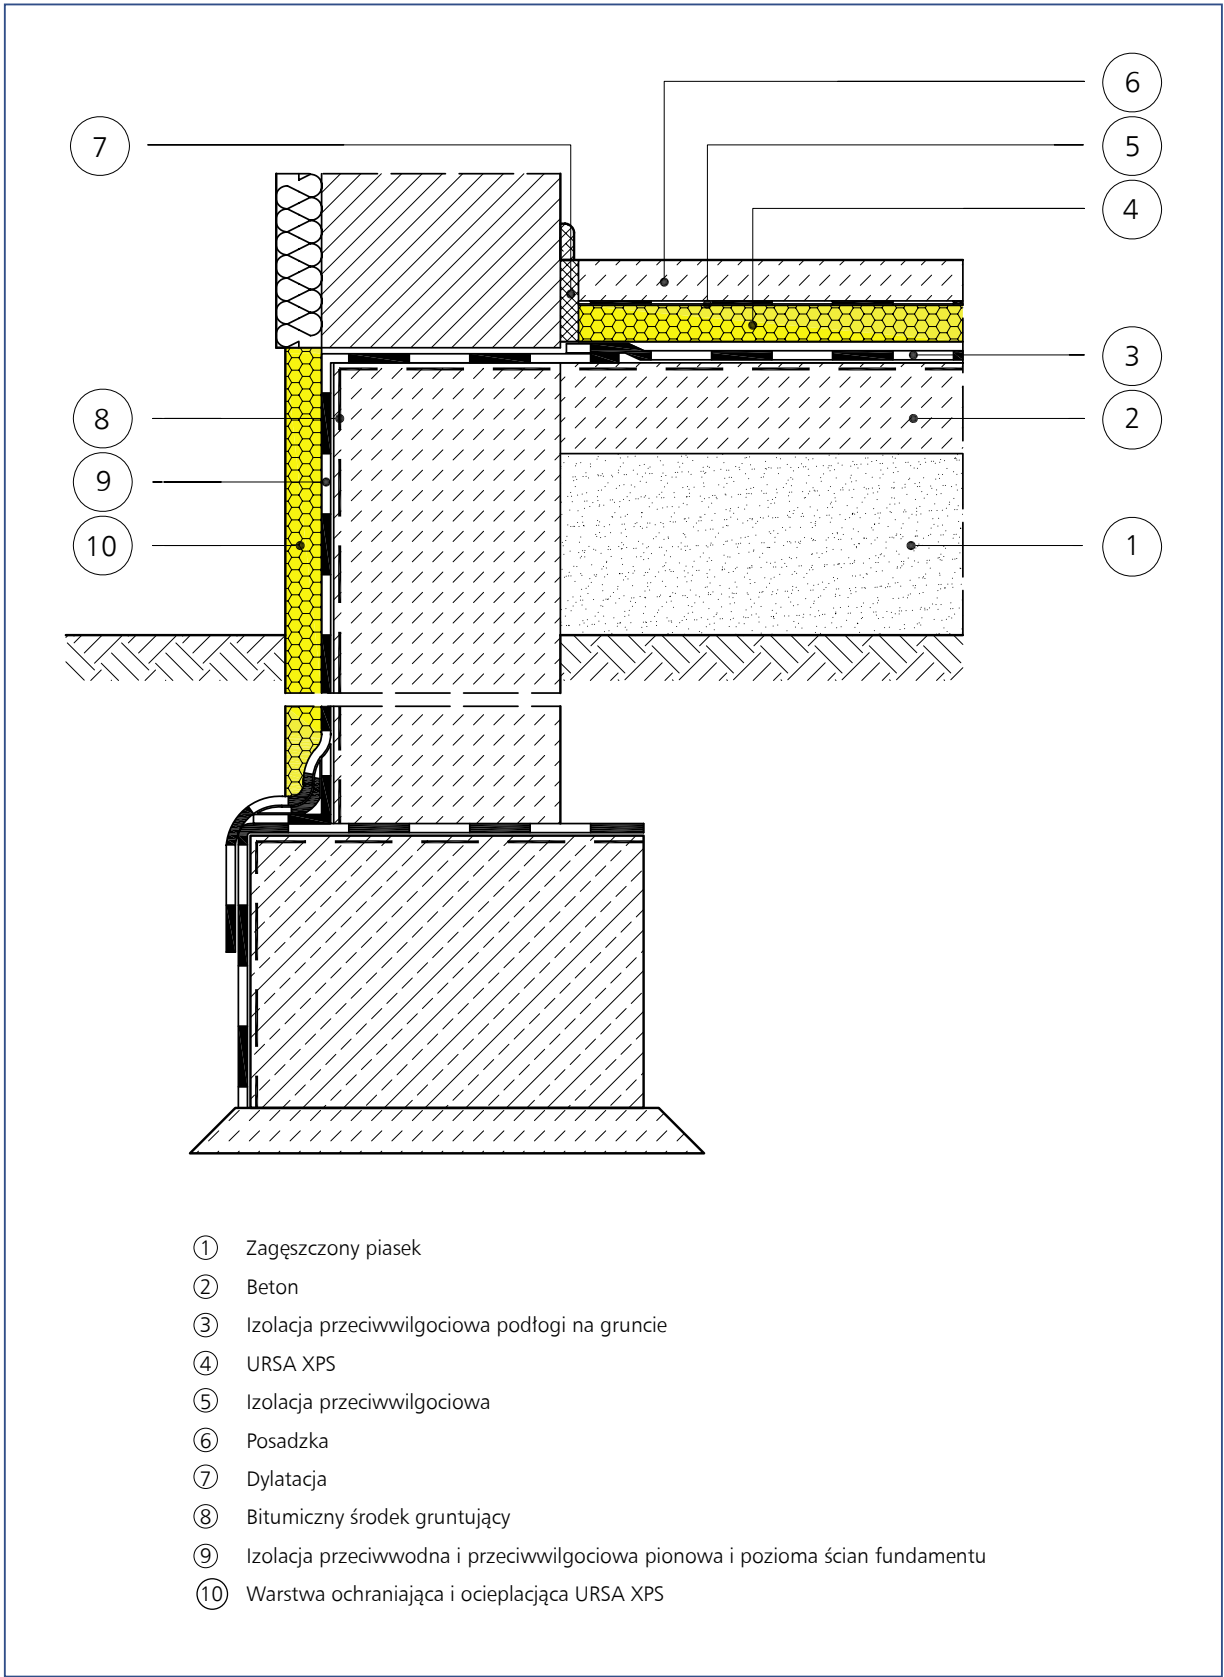 6
7
5
4
3
8
2
9
10
1
1 Zagęszczony piasek
2 Beton
3 Izolacja przeciwwilgociowa podłogi na gruncie
4 URSA XPS
5 Izolacja przeciwwilgociowa
6 Posadzka
7 Dylatacja
8 Bitumiczny środek gruntujący
9 Izolacja przeciwwodna i przeciwwilgociowa pionowa i pozioma ścian fundamentu
10 Warstwa ochraniająca i ocieplacjąca URSA XPS